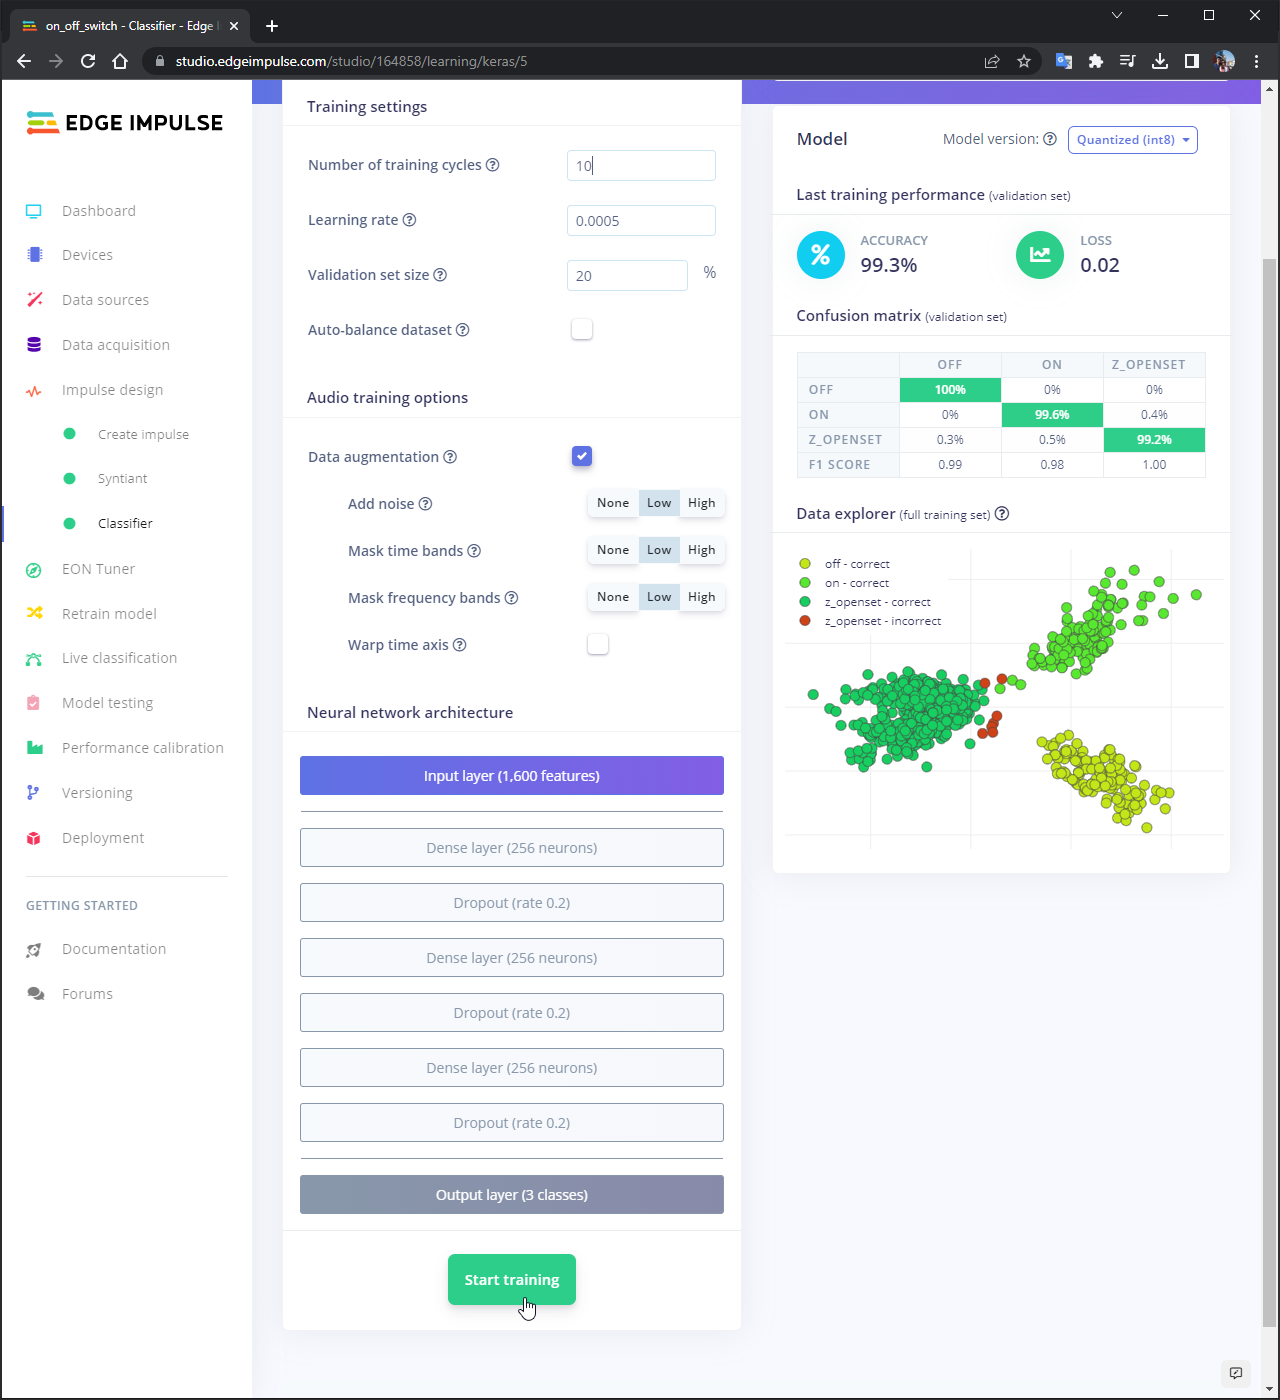 on_off_switch - Classifier - Edge I
studio.edgeimpulse.com/studio/164858/learning/keras/5
EDGE IMPULSE
Dashboard
Devices
Data sources
Data acquisition
Impulse design
Create impulse
Syntiant
Classifier
EON Tuner
Retrain model
Live classification
Model testing
Performance calibration
Versioning
Deployment
GETTING STARTED
Documentation
Forums
Training settings
Number of training cycles ? 10
Learning rate ? 0.0005
Validation set size ? 20 %
Auto-balance dataset ?
Audio training options
Data augmentation ?
Add noise ? None Low High
Mask time bands ? None Low High
Mask frequency bands ? None Low High
Warp time axis ?
Neural network architecture
Input layer (1,600 features)
Dense layer (256 neurons)
Dropout (rate 0.2)
Dense layer (256 neurons)
Dropout (rate 0.2)
Dense layer (256 neurons)
Dropout (rate 0.2)
Output layer (3 classes)
Start training
Model Model version: ? Quantized (int8)
Last training performance (validation set)
% ACCURACY
99.3%
LOSS
0.02
Confusion matrix (validation set)
OFF ON Z_OPENSET
OFF 100% 0% 0%
ON 0% 99.6% 0.4%
Z_OPENSET 0.3% 0.5% 99.2%
F1 SCORE 0.99 0.98 1.00
Data explorer (full training set) ?
off - correct
on - correct
z_openset - correct
z_openset - incorrect